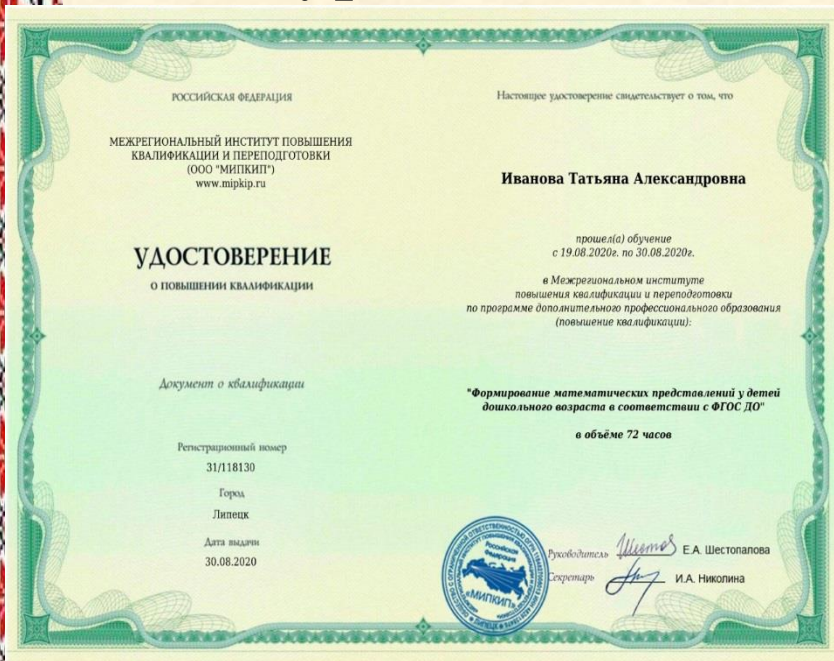 РОССИЙСКАЯ ФЕДЕРАЦИЯ
МЕЖРЕГИОНАЛЬНЫЙ ИНСТИТУТ ПОВЫШЕНИЯ
КВАЛИФИКАЦИИ И ПЕРЕПОДГОТОВКИ
(ООО "МИПКИП")
www.mipkip.ru
УДОСТОВЕРЕНИЕ
О ПОВЫШЕНИИ КВАЛИФИКАЦИИ
Документ о квалификации
Регистрационный номер
31/118130
Город
Липецк
Дата выдачи
30.08.2020
Настоящее удостоверение свидетельствует о том, что
Иванова Татьяна Александровна
прошел(а) обучение
с 19.08.2020г. по 30.08.2020г.
в Межрегиональном институте
повышения квалификации и переподготовки
по программе дополнительного профессионального образования
(повышение квалификации):
"Формирование математических представлений у детей
дошкольного возраста в соответствии с ФГОС ДО"
в объёме 72 часов
Руководитель Е.А. Шестопалова
Секретарь И.А. Николина
Российская
Федерация
«МИПКИП»